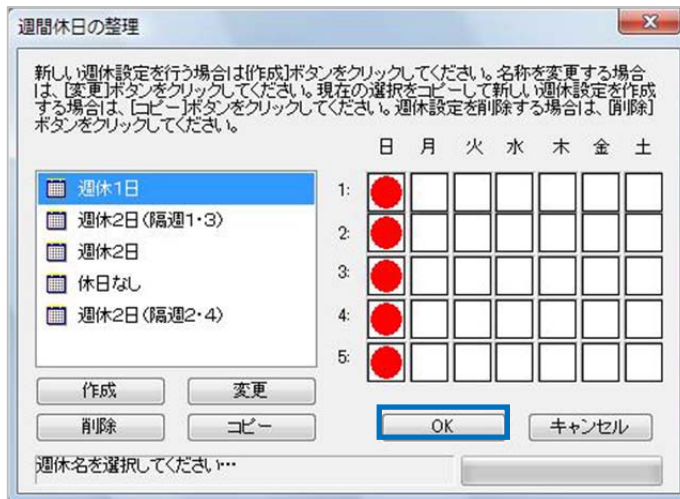 週間休日の整理
新しい週休設定を行う場合は[作成]ボタンをクリックしてください。名称を変更する場合
は、[変更]ボタンをクリックしてください。現在の選択をコピーして新しい週休設定を作成
する場合は、[コピー]ボタンをクリックしてください。週休設定を削除する場合は、[削除]
ボタンをクリックしてください。
日 月 火 水 木 金 土
週休1日
週休2日(隔週1・3)
週休2日
休日なし
週休2日(隔週2・4)
1:
2:
3:
4:
5:
作成 変更
削除 コピー OK キャンセル
週休名を選択してください…